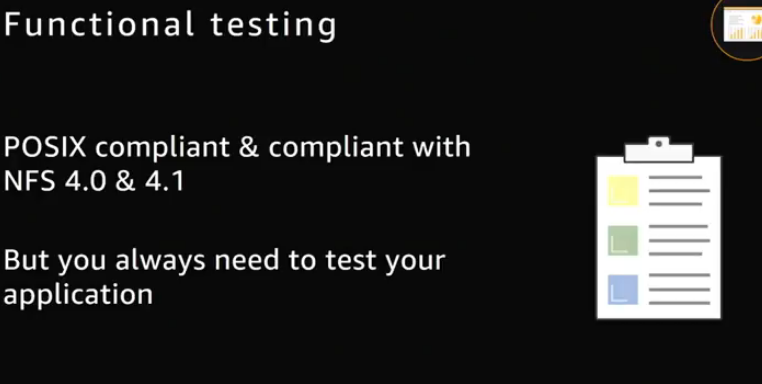 Functional testing
POSIX compliant & compliant with
NFS 4.0 & 4.1
But you always need to test your
application